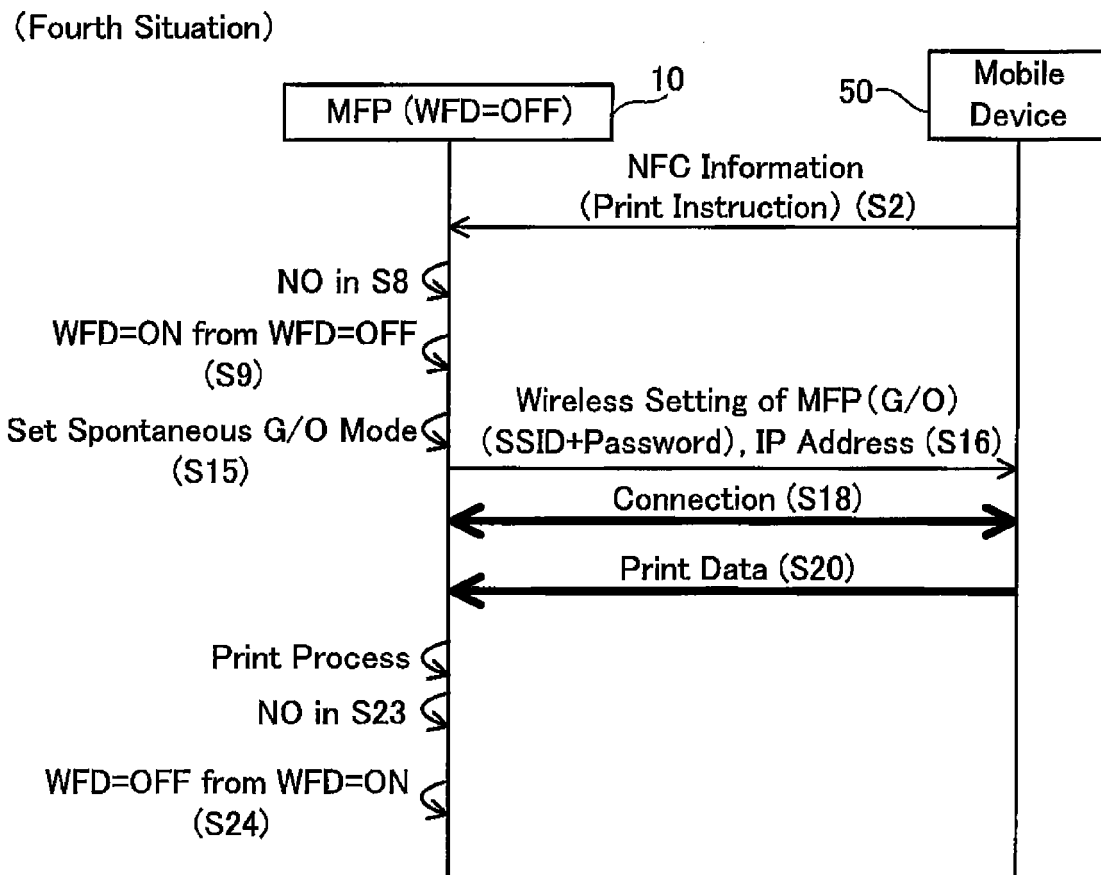 (Fourth Situation)
MFP (WFD=OFF)
10
50
Mobile
Device
NFC Information
(Print Instruction) (S2)
NO in S8
WFD=ON from WFD=OFF
(S9)
Set Spontaneous G/O Mode
(S15)
Wireless Setting of MFP(G/O)
(SSID+Password), IP Address (S16)
Connection (S18)
Print Data (S20)
Print Process
NO in S23
WFD=OFF from WFD=ON
(S24)